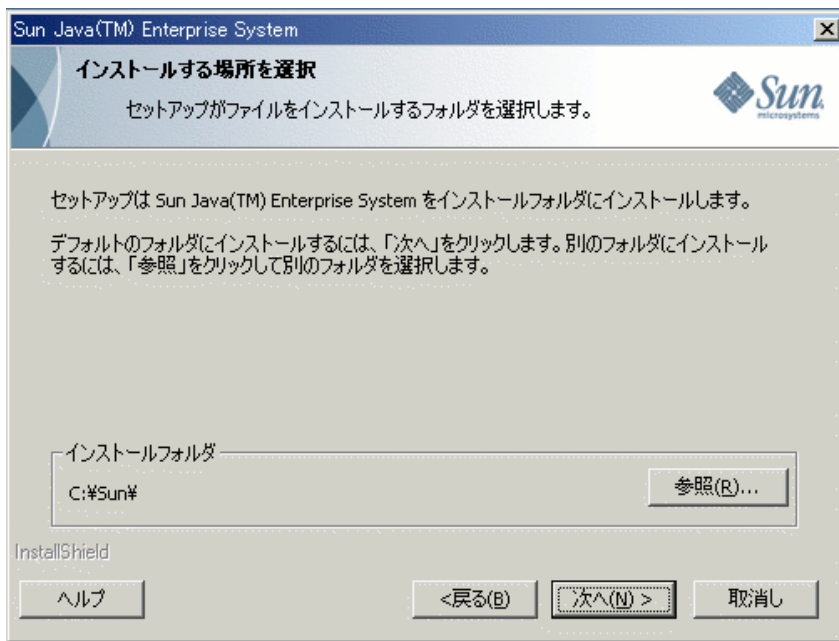 Sun Java(TM) Enterprise System
インストールする場所を選択
セットアップがファイルをインストールするフォルダを選択します。
Sun
microsystems
セットアップは Sun Java(TM) Enterprise System をインストールフォルダにインストールします。
デフォルトのフォルダにインストールするには、「次へ」をクリックします。別のフォルダにインストール
するには、「参照」をクリックして別のフォルダを選択します。
インストールフォルダ
C:¥Sun¥
参照(R)...
InstallShield
ヘルプ
<戻る(B)
次へ(N) >
取消し